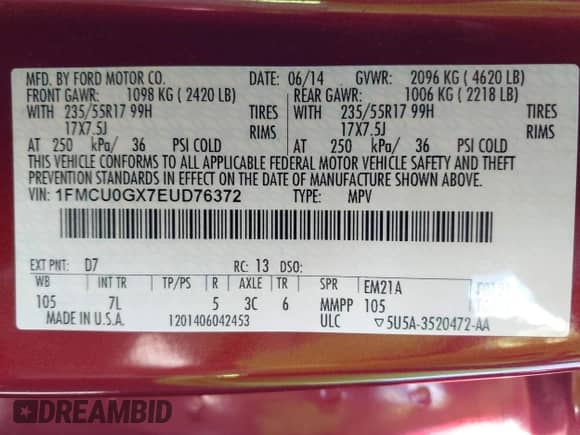 MFD. BY FORD MOTOR CO. DATE: 06/14 GVWR: 2096 KG ( 4620 LB)
FRONT GAWR: 1098 KG ( 2420 LB) REAR GAWR: 1006 KG ( 2218 LB)
WITH 235/55R17 99H TIRES WITH 235/55R17 99H TIRES
17X7.5J RIMS 17X7.5J RIMS
AT 250 kPa/ 36 PSI COLD AT 250 kPa/ 36 PSI COLD
THIS VEHICLE CONFORMS TO ALL APPLICABLE FEDERAL MOTOR VEHICLE SAFETY AND THEFT
PREVENTION STANDARDS IN EFFECT ON THE DATE OF MANUFACTURE SHOWN ABOVE.
VIN: 1FMCU0GX7EUD76372 TYPE: MPV
EXT PNT: D7 RC: 13 DSO:
WB INT TR TP/PS R AXLE TR SPR EM21A
105 7L 5 3C 6 MMPP 105
MADE IN U.S.A. 1201406042453 ULC ▽5U5A-3520472-AA
DREAMBID